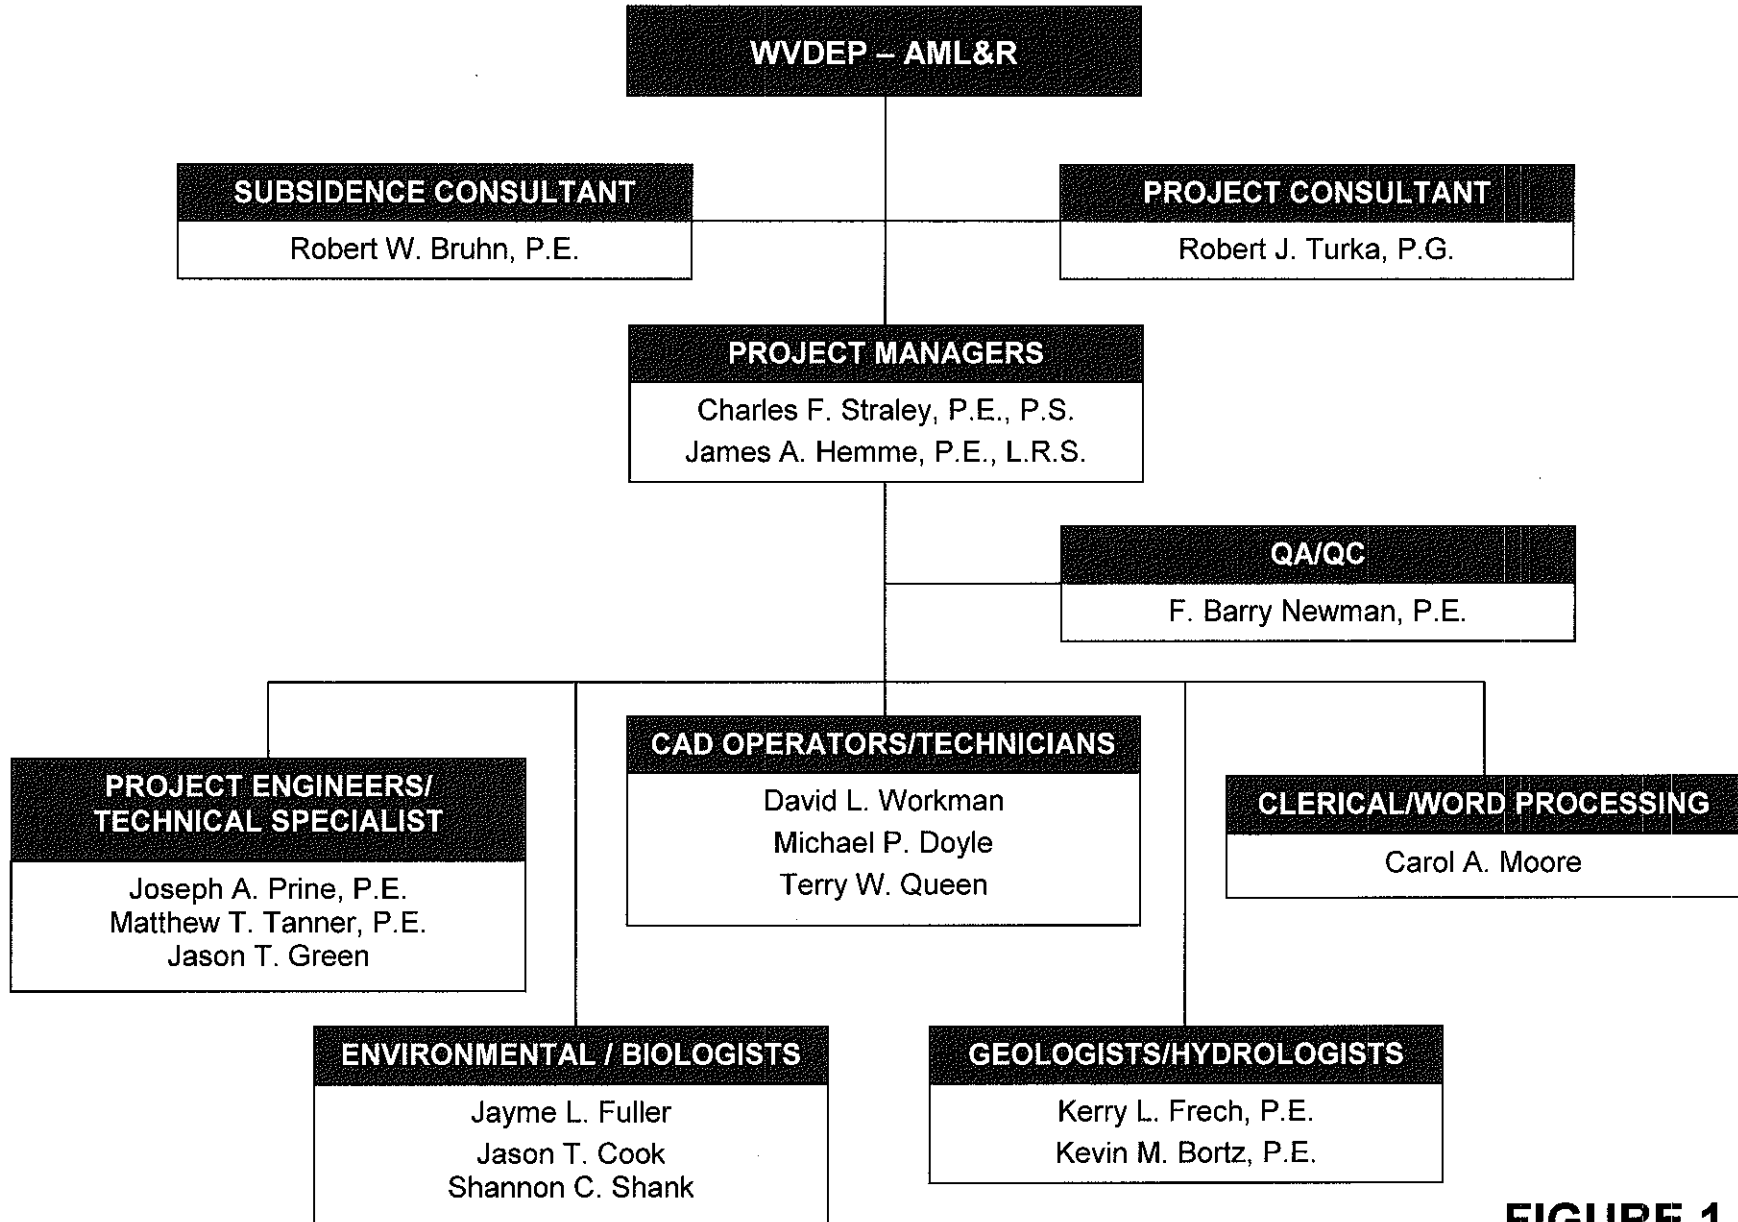 WVDEP – AML&R
SUBSIDENCE CONSULTANT
Robert W. Bruhn, P.E.
PROJECT CONSULTANT
Robert J. Turka, P.G.
PROJECT MANAGERS
Charles F. Straley, P.E., P.S.
James A. Hemme, P.E., L.R.S.
QA/QC
F. Barry Newman, P.E.
PROJECT ENGINEERS/
TECHNICAL SPECIALIST
Joseph A. Prine, P.E.
Matthew T. Tanner, P.E.
Jason T. Green
CAD OPERATORS/TECHNICIANS
David L. Workman
Michael P. Doyle
Terry W. Queen
CLERICAL/WORD PROCESSING
Carol A. Moore
ENVIRONMENTAL / BIOLOGISTS
Jayme L. Fuller
Jason T. Cook
Shannon C. Shank
GEOLOGISTS/HYDROLOGISTS
Kerry L. Frech, P.E.
Kevin M. Bortz, P.E.
FIGURE 1